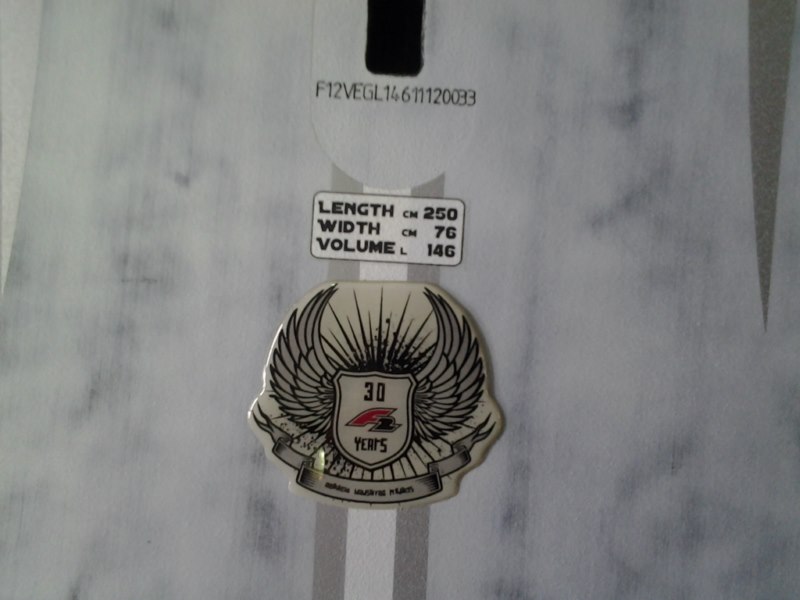 F12VEGL14611120033
LENGTH CM 250
WIDTH CM 76
VOLUME L 146
30
F2
YEARS